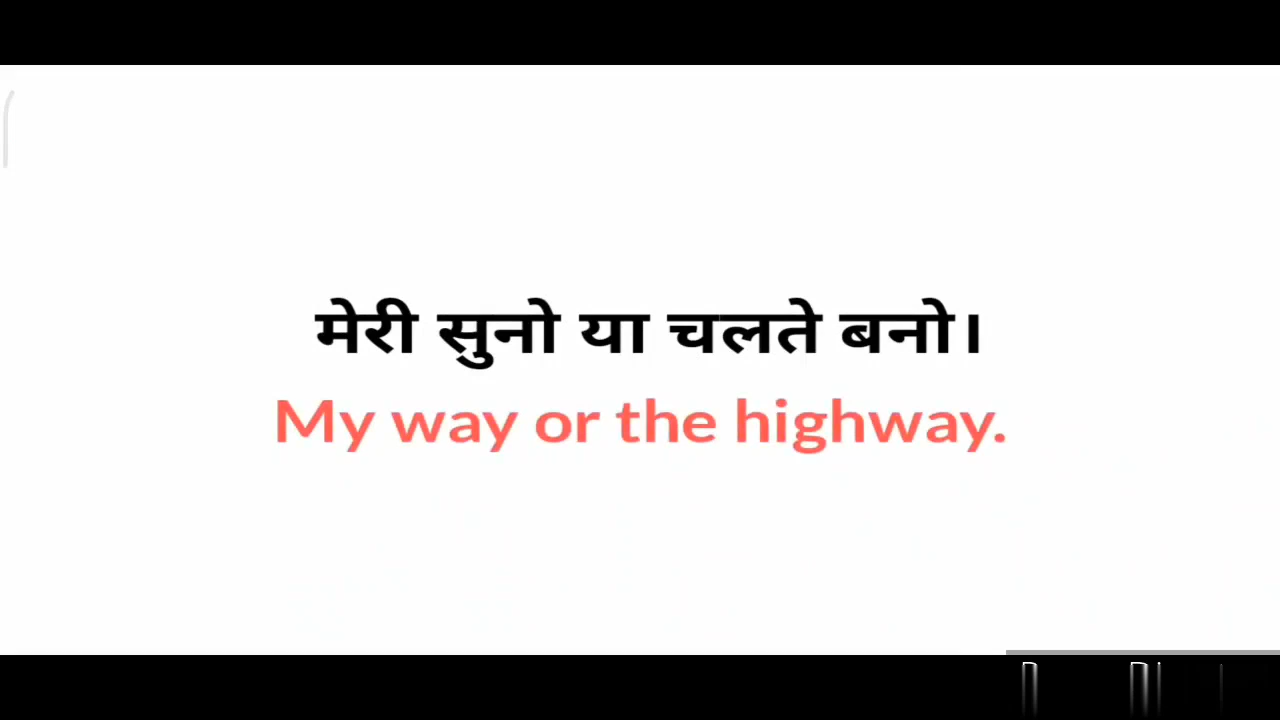 मेरी सुनो या चलते बनो।
My way or the highway.